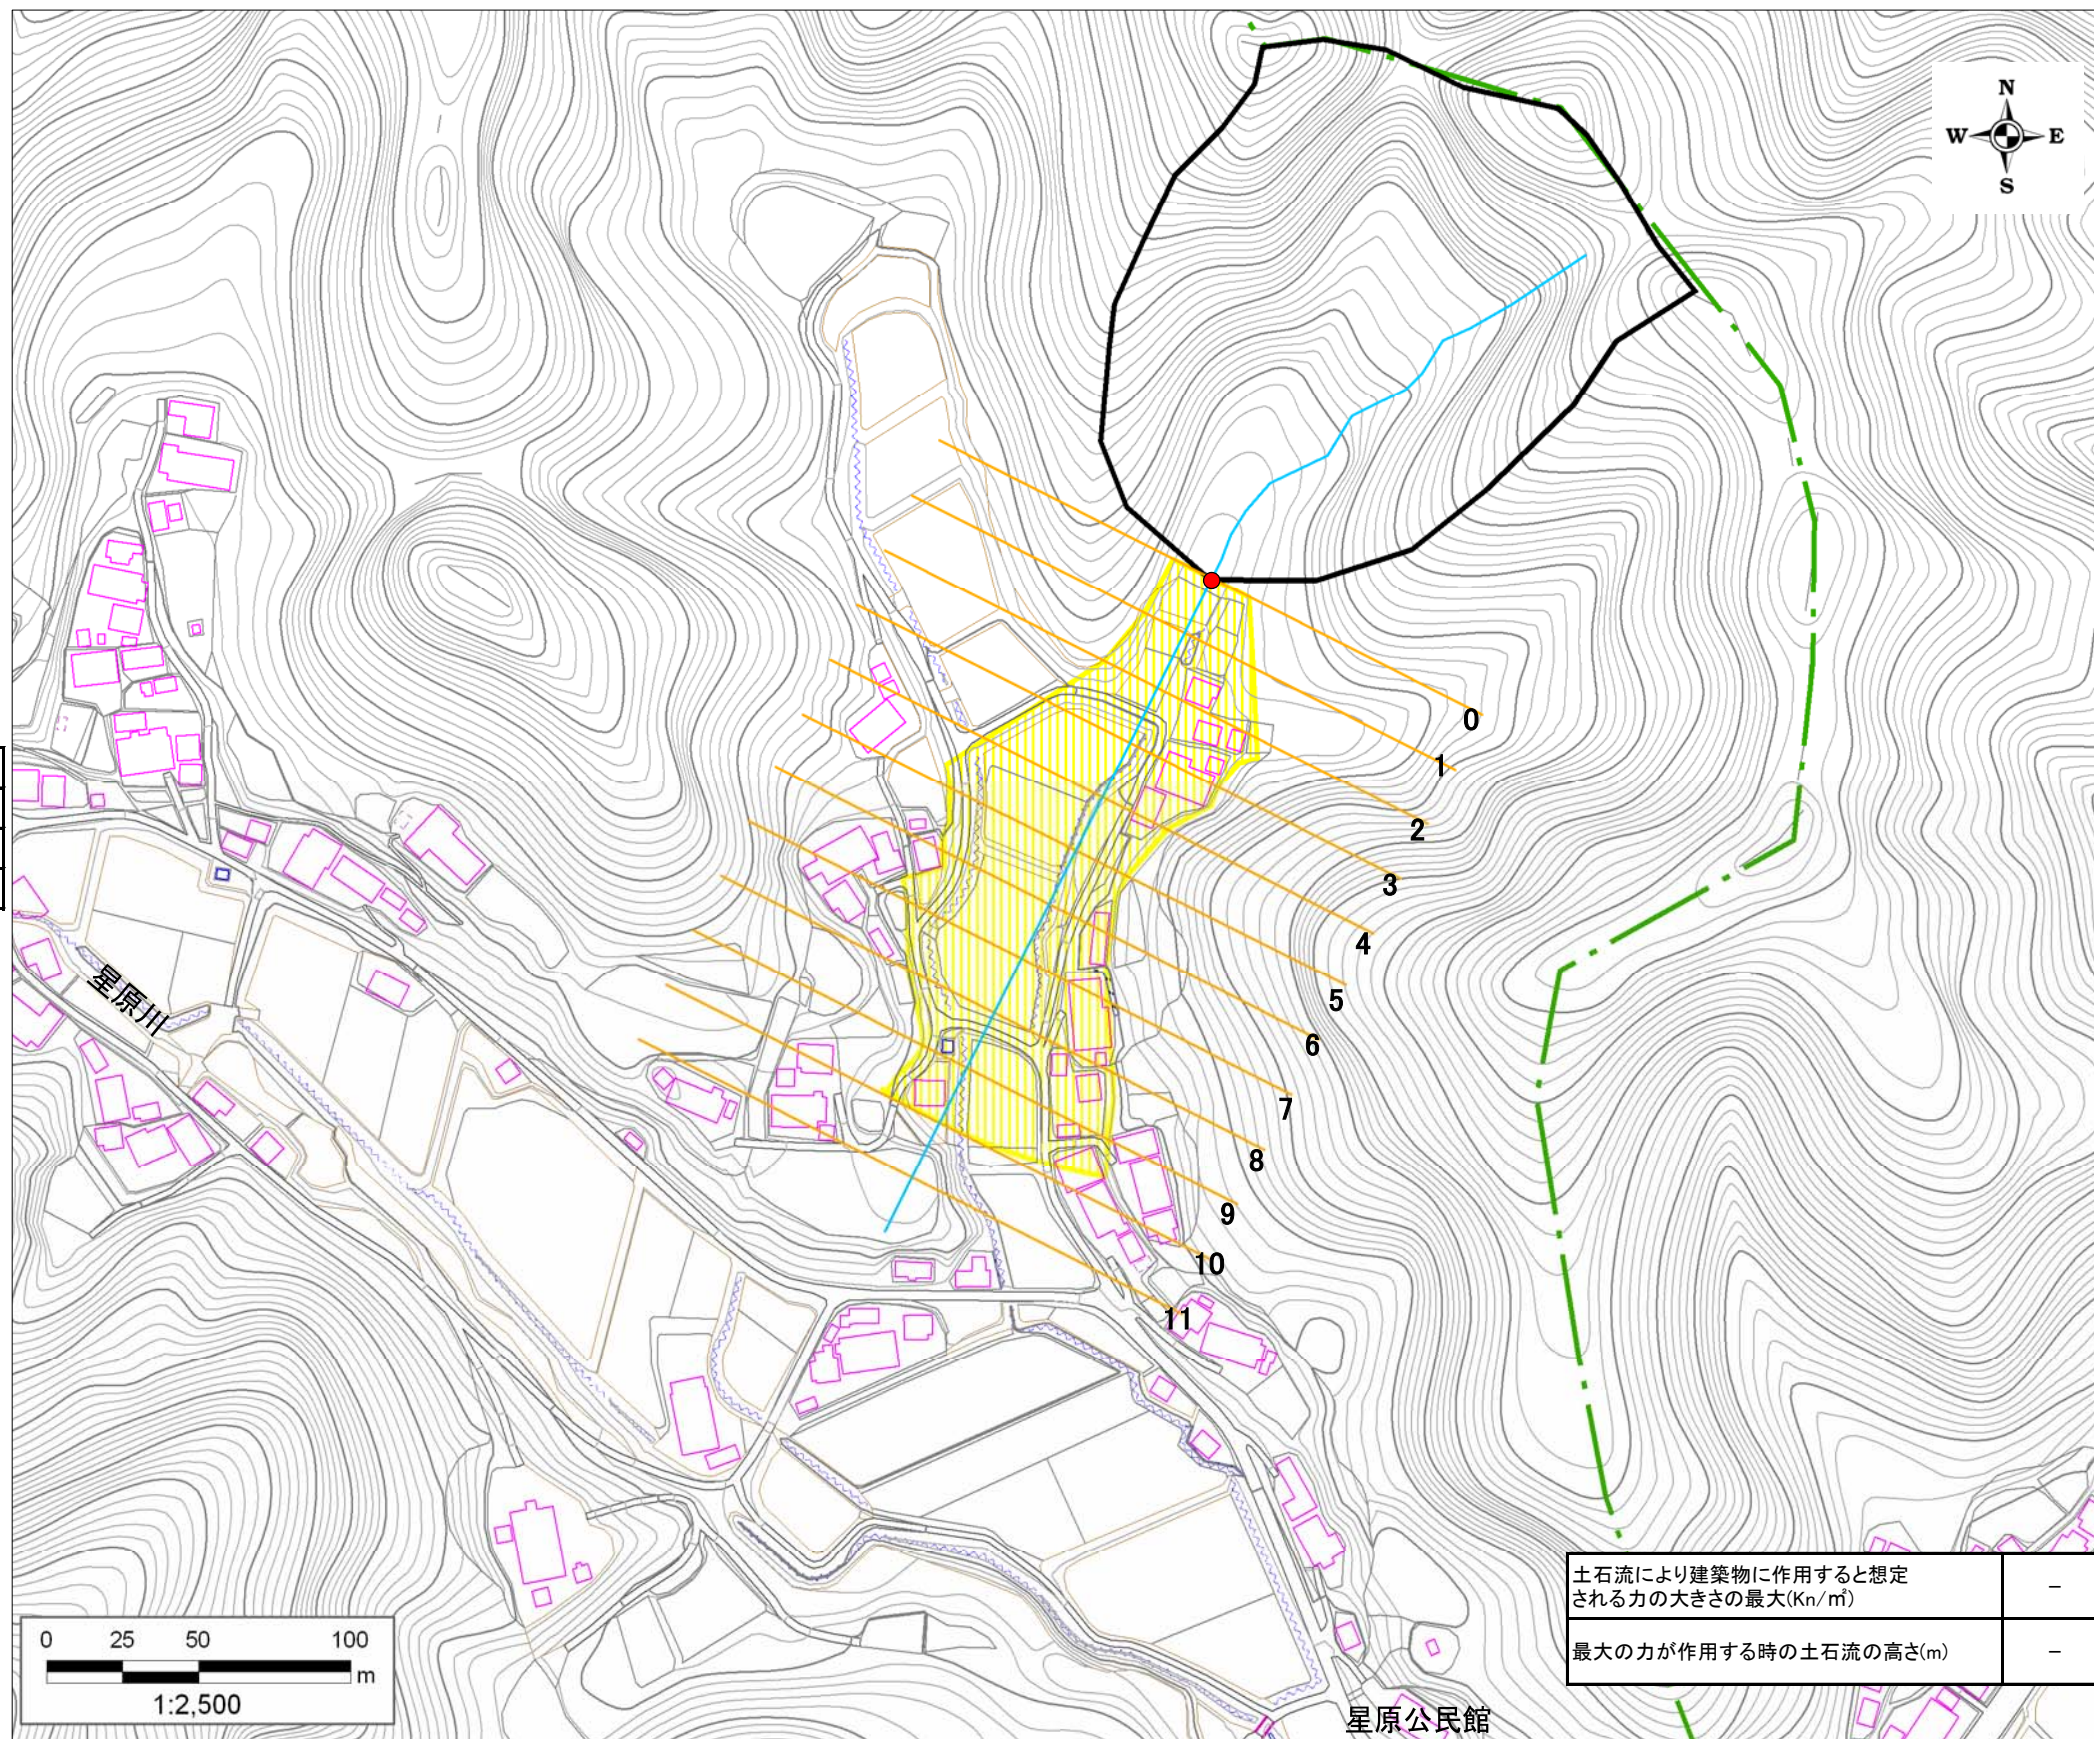 N
W E
S
0
1
2
3
4
5
6
7
8
9
10
11
星原川
土石流により建築物に作用すると想定
される力の大きさの最大(Kn/㎡) －
最大の力が作用する時の土石流の高さ(m) －
0 25 50 100
m
1:2,500
星原公民館